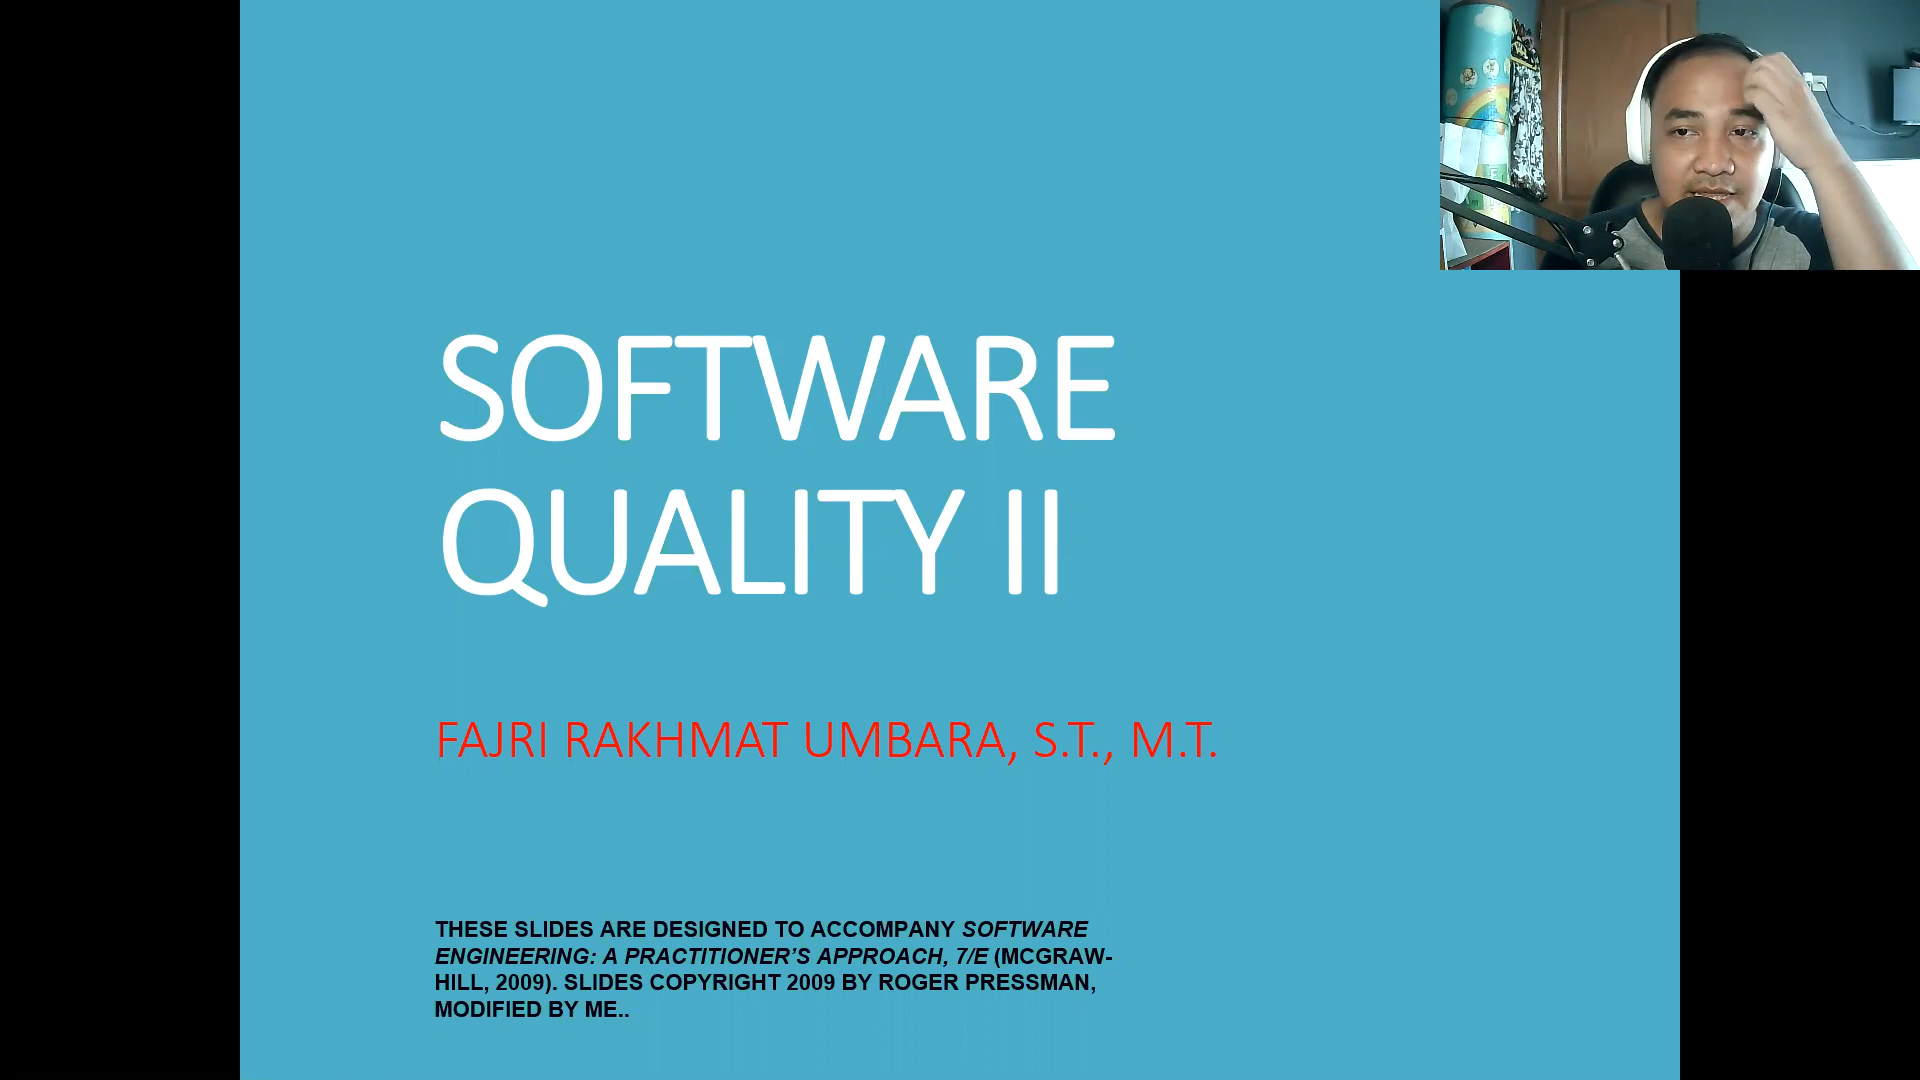 SOFTWARE
QUALITY II
FAJRI RAKHMAT UMBARA, S.T., M.T.
THESE SLIDES ARE DESIGNED TO ACCOMPANY SOFTWARE
ENGINEERING: A PRACTITIONER’S APPROACH, 7/E (MCGRAW-
HILL, 2009). SLIDES COPYRIGHT 2009 BY ROGER PRESSMAN,
MODIFIED BY ME..